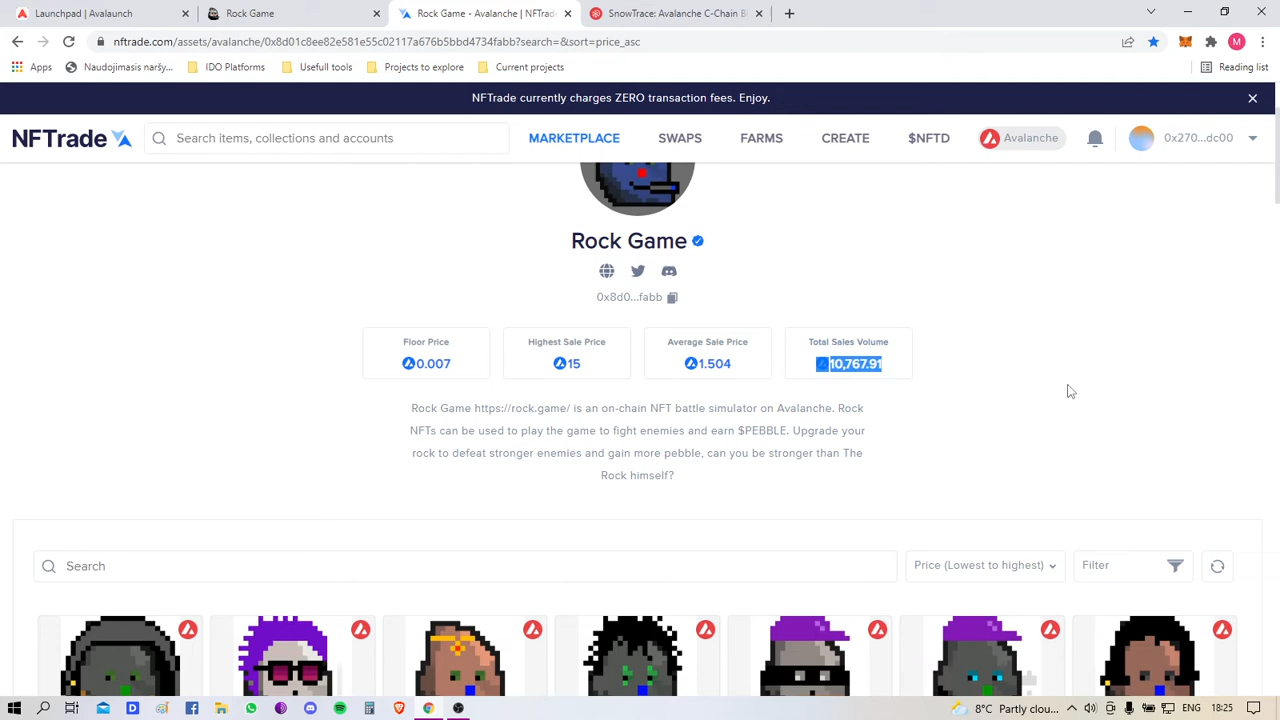 Launchpad | Avalaunch
Rock Game
Rock Game - Avalanche | NFTrade
SnowTrace: Avalanche C-Chain Bl
nftrade.com/assets/avalanche/0x8d01c8ee82e581e55c02117a676b5bbd4734fabb?search=&sort=price_asc
M
Apps
Naudojimasis naršy...
IDO Platforms
Usefull tools
Projects to explore
Current projects
Reading list
NFTrade currently charges ZERO transaction fees. Enjoy.
NFTrade
Search items, collections and accounts
MARKETPLACE
SWAPS
FARMS
CREATE
$NFTD
Avalanche
0x270...dc00
Rock Game
0x8d0...fabb
Floor Price
Highest Sale Price
Average Sale Price
Total Sales Volume
0.007
15
1.504
10,767.91
Rock Game https://rock.game/ is an on-chain NFT battle simulator on Avalanche. Rock
NFTs can be used to play the game to fight enemies and earn $PEBBLE. Upgrade your
rock to defeat stronger enemies and gain more pebble, can you be stronger than The
Rock himself?
Search
Price (Lowest to highest)
Filter
8°C Partly cloudy...
18:25